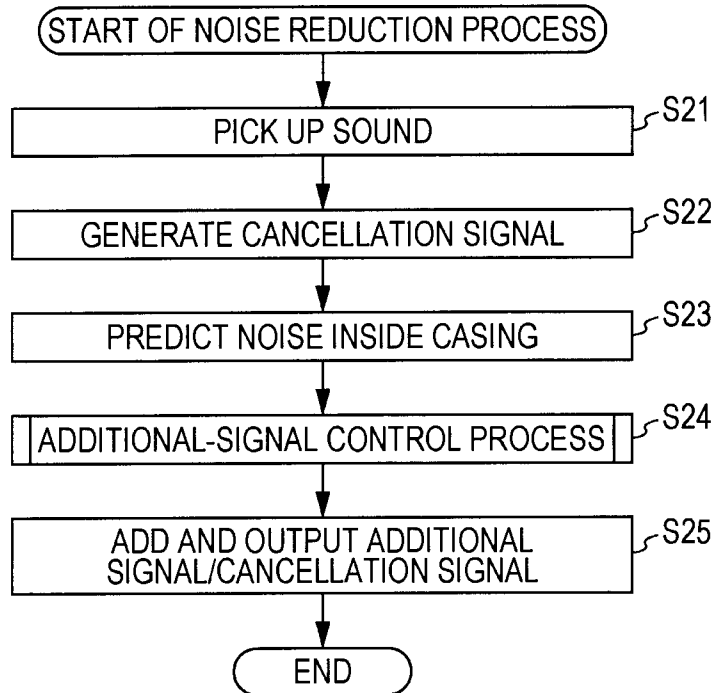 START OF NOISE REDUCTION PROCESS
S21
PICK UP SOUND
S22
GENERATE CANCELLATION SIGNAL
S23
PREDICT NOISE INSIDE CASING
S24
ADDITIONAL-SIGNAL CONTROL PROCESS
S25
ADD AND OUTPUT ADDITIONAL
SIGNAL/CANCELLATION SIGNAL
END